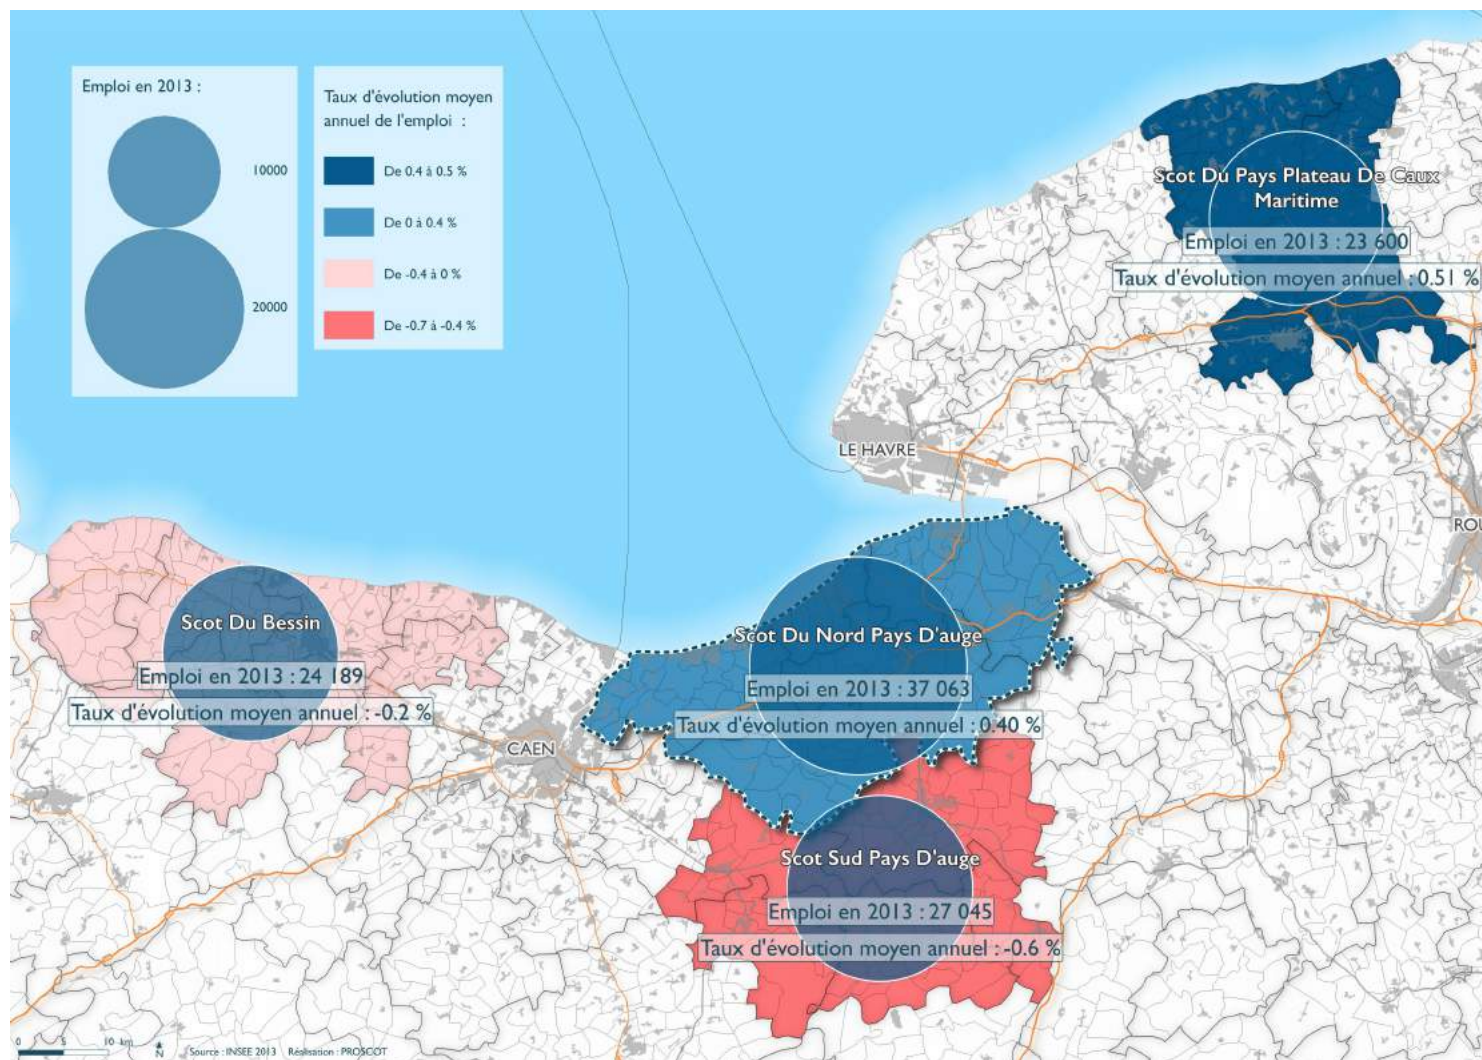 Emploi en 2013 :
10000
20000
Taux d'évolution moyen
annuel de l'emploi :
De 0.4 à 0.5 %
De 0 à 0.4 %
De -0.4 à 0 %
De -0.7 à -0.4 %
Scot Du Pays Plateau De Caux
Maritime
Emploi en 2013 : 23 600
Taux d'évolution moyen annuel : 0.51 %
LE HAVRE
ROU
Scot Du Bessin
Emploi en 2013 : 24 189
Taux d'évolution moyen annuel : -0.2 %
Scot Du Nord Pays D'auge
Emploi en 2013 : 37 063
Taux d'évolution moyen annuel : 0.40 %
CAEN
Scot Sud Pays D'auge
Emploi en 2013 : 27 045
Taux d'évolution moyen annuel : -0.6 %
0 5 10 km
N
Source : INSEE 2013 Réalisation : PROSCOT